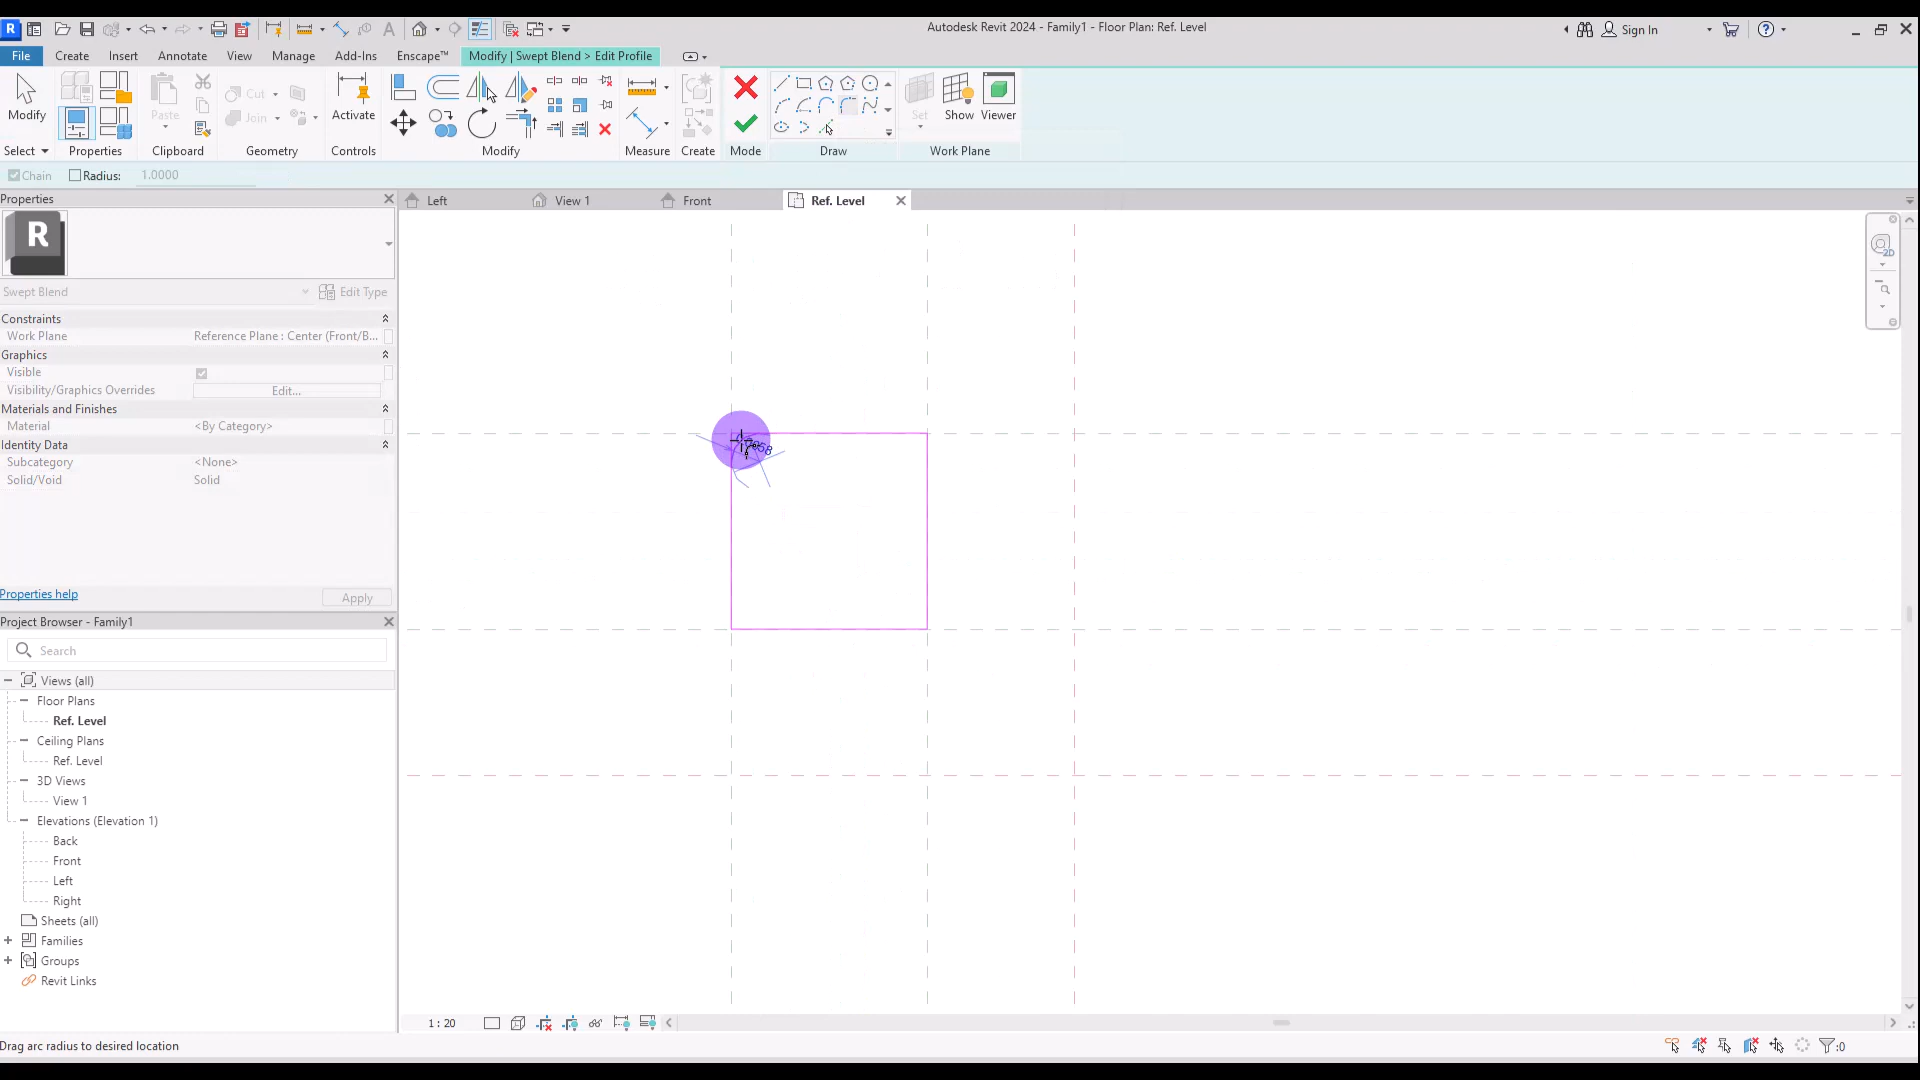 Autodesk Revit 2024 - Family1 - Floor Plan: Ref. Level
Sign In
File
Create
Insert
Annotate
View
Manage
Add-Ins
Enscape™
Modify | Swept Blend > Edit Profile
Modify
Paste
Cut
Join
Activate
Set
Show
Viewer
Select
Properties
Clipboard
Geometry
Controls
Modify
Measure
Create
Mode
Draw
Work Plane
Chain
Radius:
1.0000
Properties
Left
View 1
Front
Ref. Level
R
2D
Swept Blend
Edit Type
Constraints
Work Plane
Reference Plane : Center (Front/B...
Graphics
Visible
Visibility/Graphics Overrides
Edit...
Materials and Finishes
Material
<By Category>
Identity Data
Subcategory
<None>
Solid/Void
Solid
Properties help
Apply
Project Browser - Family1
Search
Views (all)
Floor Plans
Ref. Level
Ceiling Plans
Ref. Level
3D Views
View 1
Elevations (Elevation 1)
Back
Front
Left
Right
Sheets (all)
Families
Groups
Revit Links
1 : 20
Drag arc radius to desired location
:0